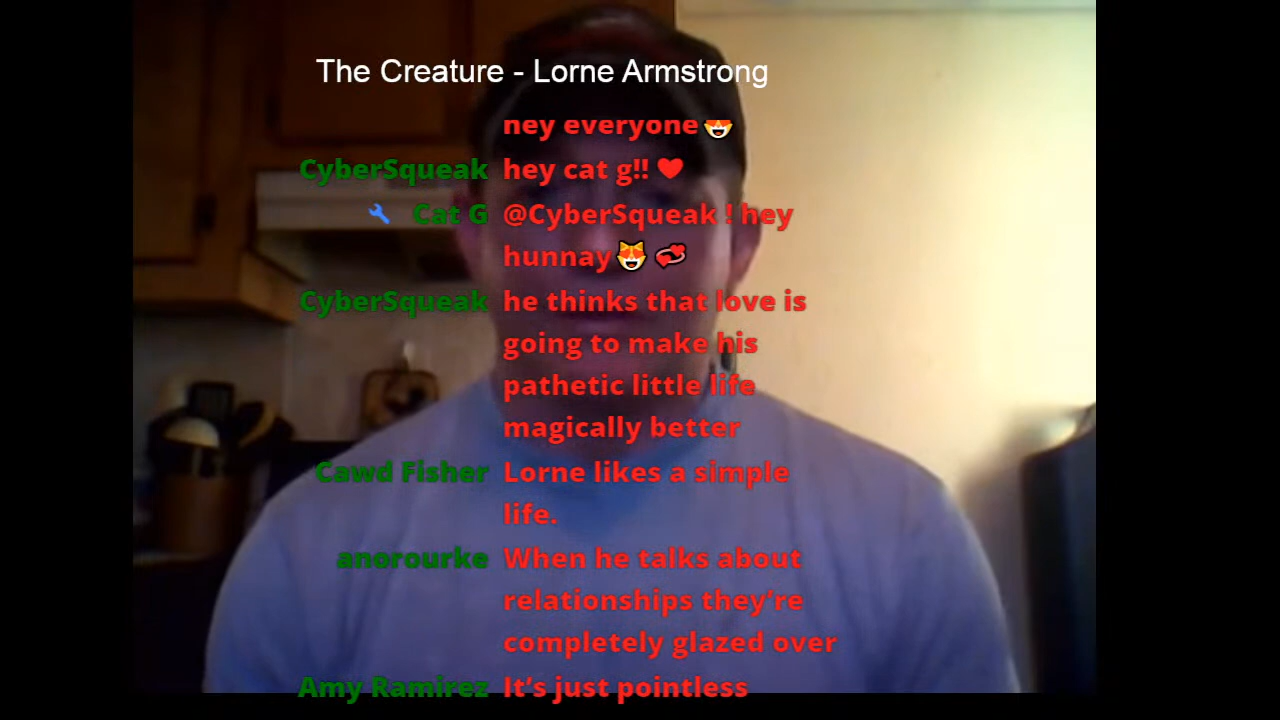 The Creature - Lorne Armstrong
hey everyone😻
CyberSqueak hey cat g!! ❤
Cat G @CyberSqueak ! hey
hunnay😻 💞
CyberSqueak he thinks that love is
going to make his
pathetic little life
magically better
Cawd Fisher Lorne likes a simple
life.
anorourke When he talks about
relationships they're
completely glazed over
Amy Ramirez It's just pointless